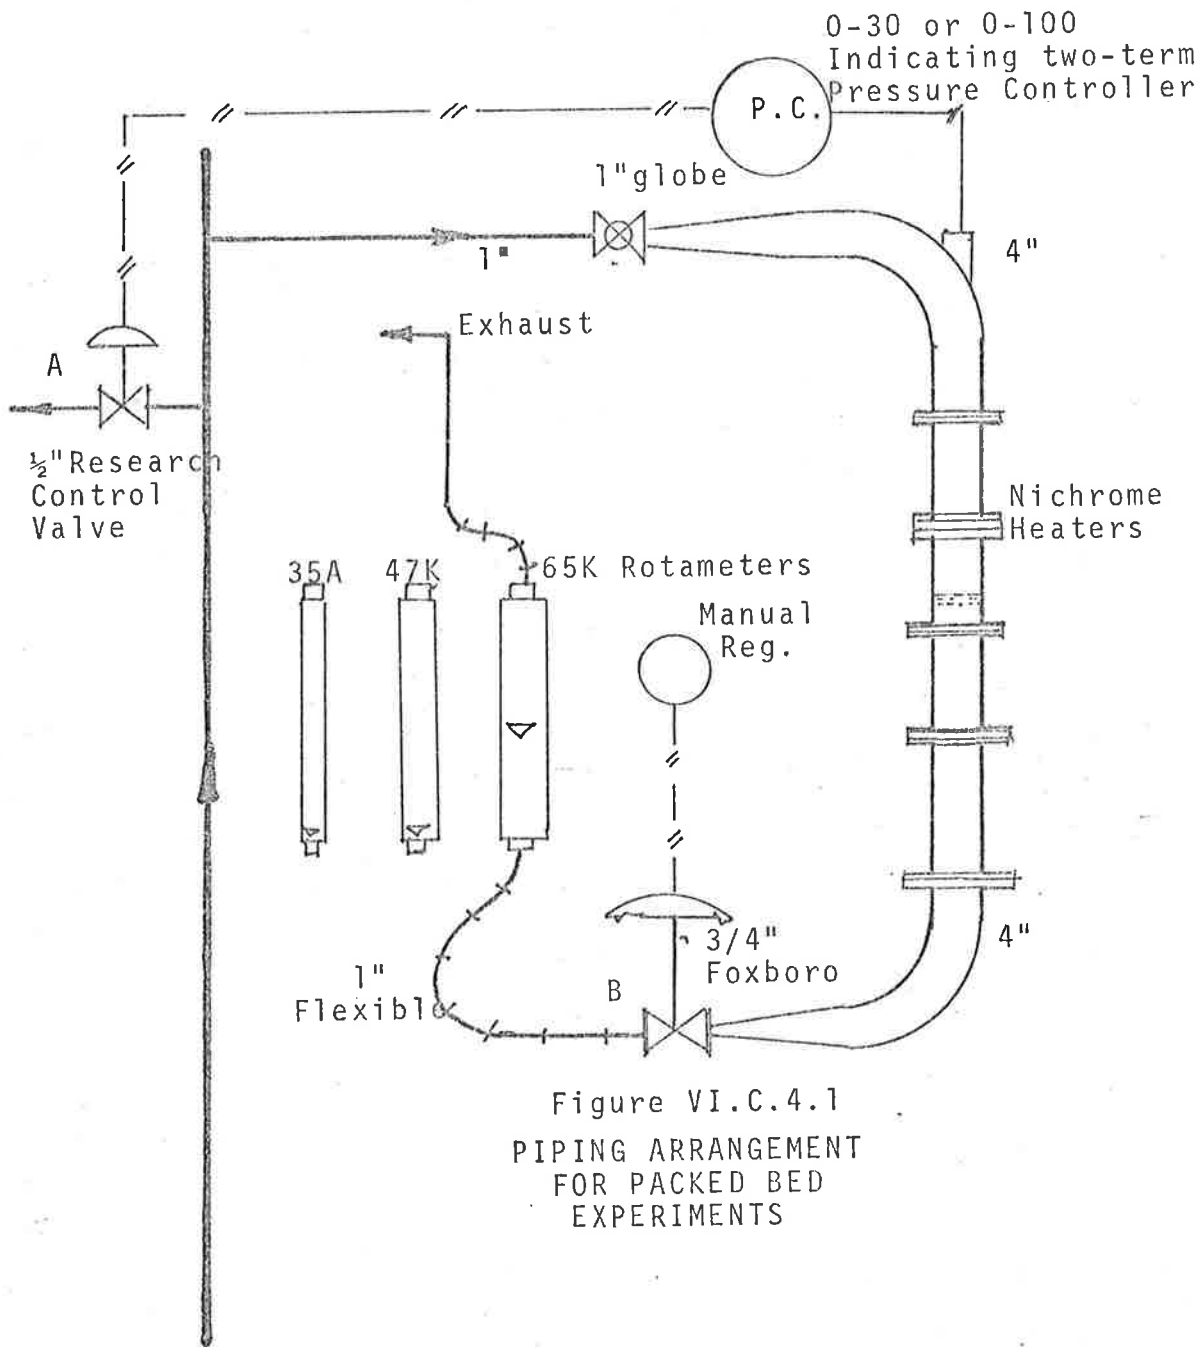 0-30 or 0-100
Indicating two-term
Pressure Controller
P.C.
1"globe
1"
4"
Exhaust
A
½"Research
Control
Valve
Nichrome
Heaters
35A
47K
65K Rotameters
Manual
Reg.
3/4"
Foxboro
4"
1"
Flexible
B
Figure VI.C.4.1
PIPING ARRANGEMENT
FOR PACKED BED
EXPERIMENTS